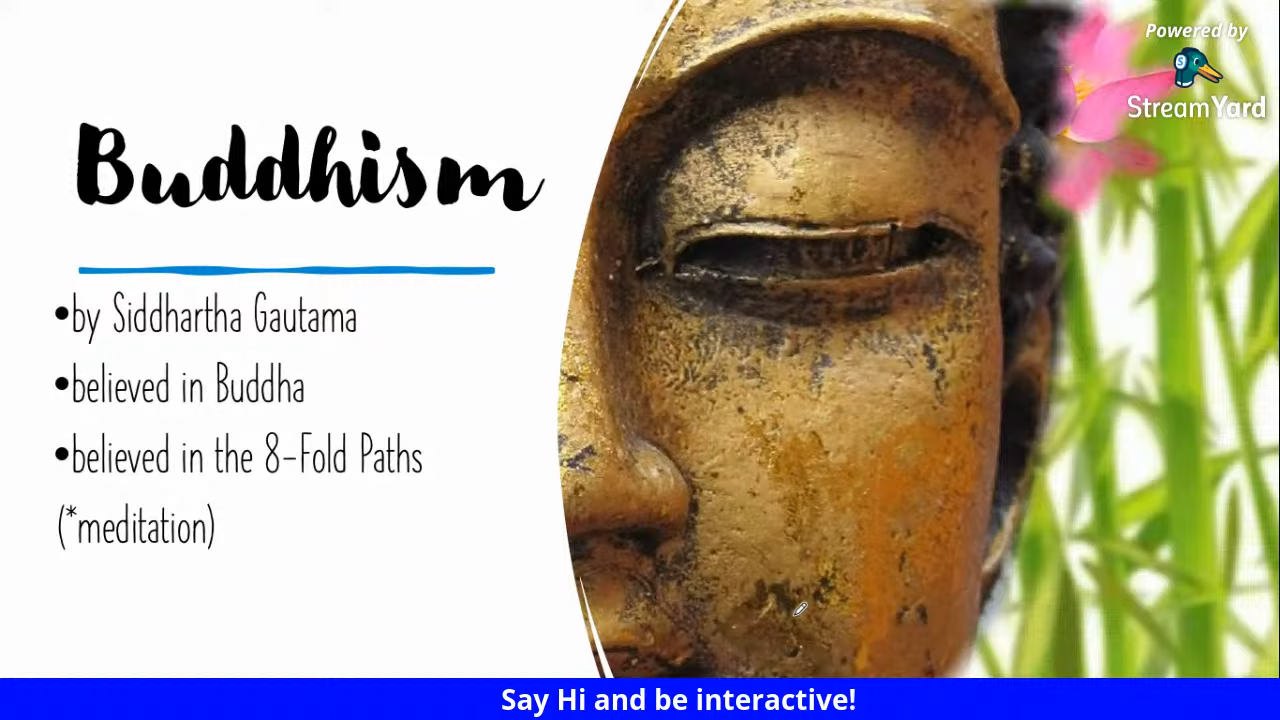 Powered by
StreamYard
Buddhism
•by Siddhartha Gautama
•believed in Buddha
•believed in the 8-Fold Paths
(*meditation)
Say Hi and be interactive!